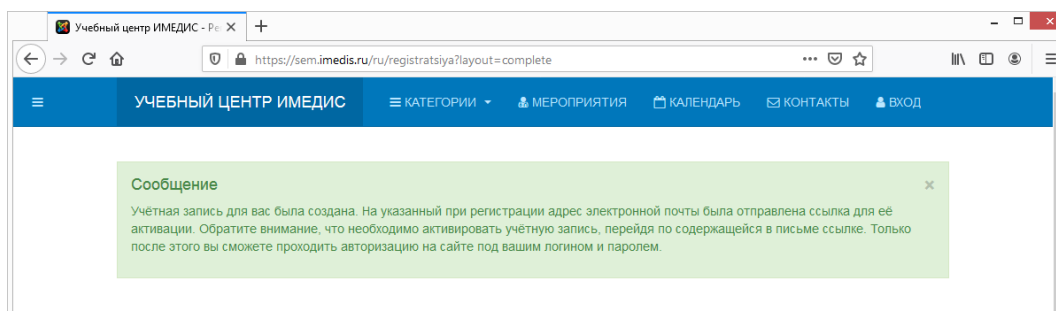 Учебный центр ИМЕДИС - Ре
https://sem.imedis.ru/ru/registratsiya?layout=complete
УЧЕБНЫЙ ЦЕНТР ИМЕДИС КАТЕГОРИИ МЕРОПРИЯТИЯ КАЛЕНДАРЬ КОНТАКТЫ ВХОД
Сообщение
Учётная запись для вас была создана. На указанный при регистрации адрес электронной почты была отправлена ссылка для её
активации. Обратите внимание, что необходимо активировать учётную запись, перейдя по содержащейся в письме ссылке. Только
после этого вы сможете проходить авторизацию на сайте под вашим логином и паролем.